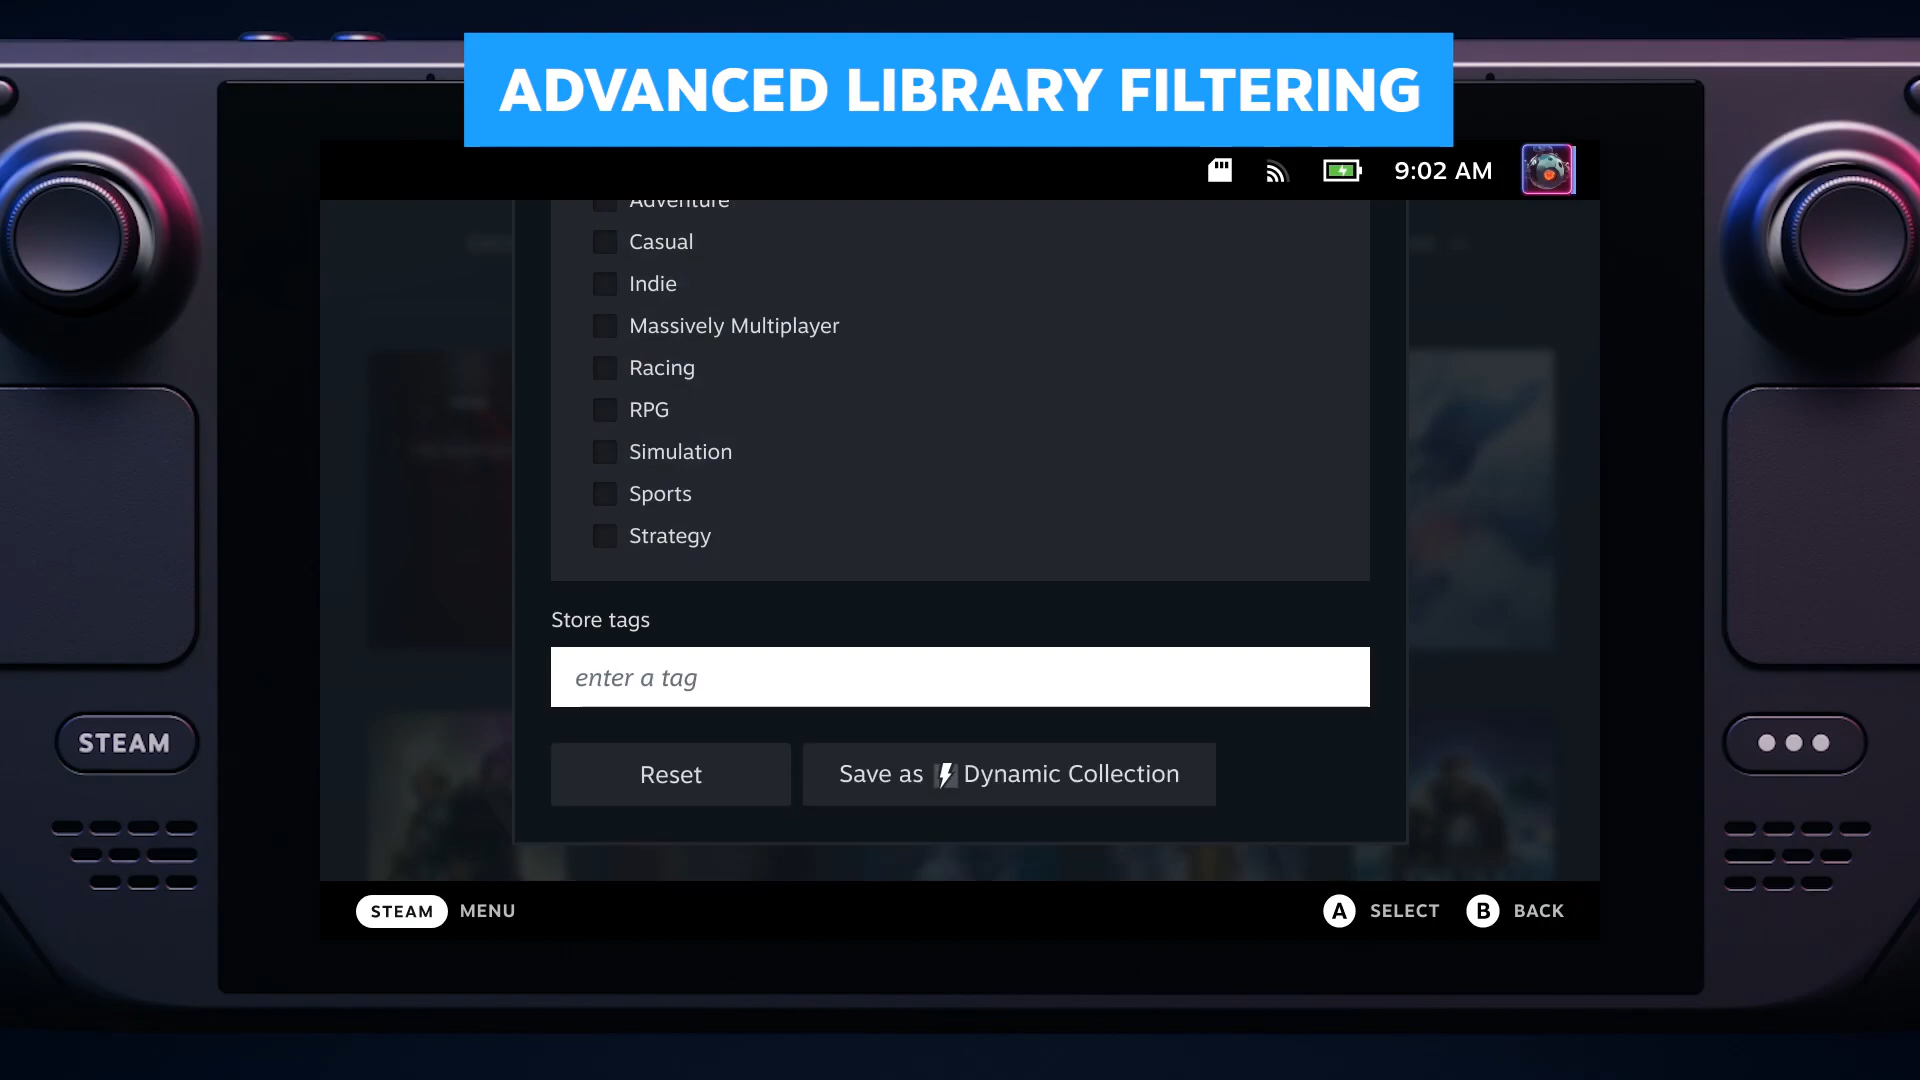 ADVANCED LIBRARY FILTERING
9:02 AM
Adventure
Casual
Indie
Massively Multiplayer
Racing
RPG
Simulation
Sports
Strategy
Store tags
enter a tag
Reset
Save as Dynamic Collection
STEAM
STEAM MENU
A SELECT B BACK